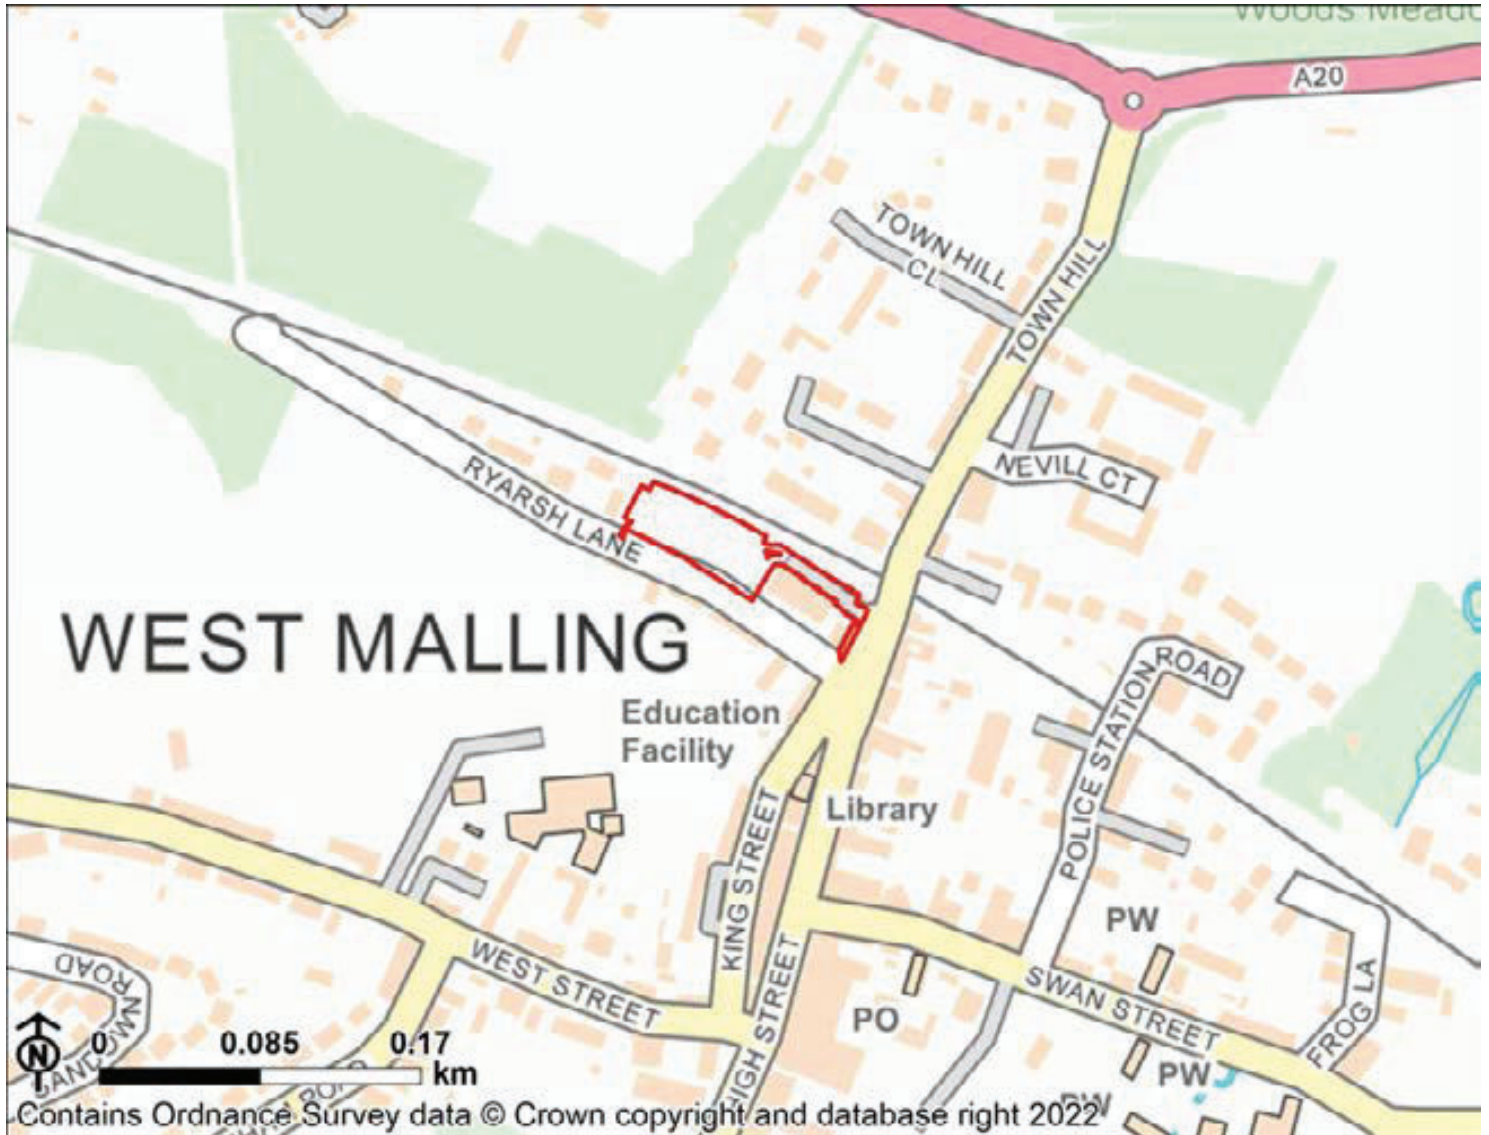 Woods Meado
A20
TOWN HILL
CL
TOWN HILL
NEVILL CT
RYARSH LANE
WEST MALLING
ROAD
POLICE STATION
Education
Facility
Library
KING STREET
PW
WEST STREET
HIGH STREET
SWAN STREET
FROG LA
PO
PW
PW
ROAD
SANDOWN
ROAD
N
0 0.085 0.17
km
Contains Ordnance Survey data © Crown copyright and database right 2022